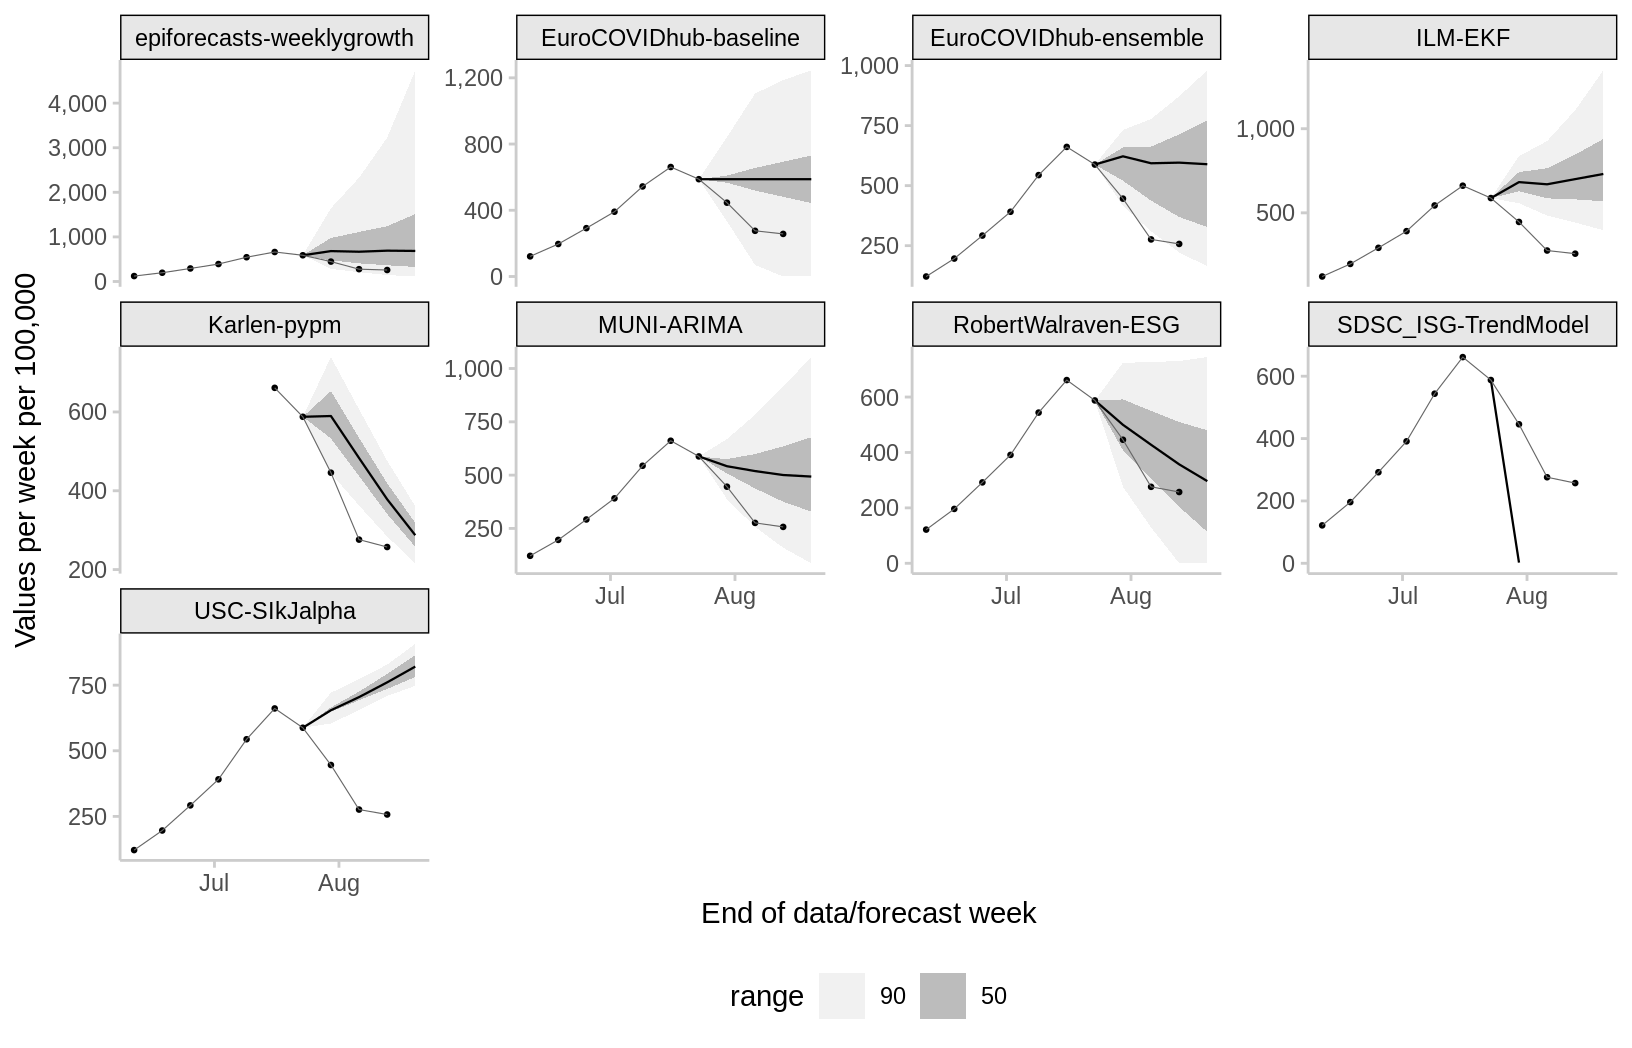 epiforecasts-weeklygrowth
EuroCOVIDhub-baseline
EuroCOVIDhub-ensemble
ILM-EKF
4,000
3,000
2,000
1,000
0
1,200
800
400
0
1,000
750
500
250
1,000
500
Values per week per 100,000
Karlen-pypm
MUNI-ARIMA
RobertWalraven-ESG
SDSC_ISG-TrendModel
600
400
200
1,000
750
500
250
Jul
Aug
600
400
200
0
Jul
Aug
600
400
200
0
Jul
Aug
USC-SIkJalpha
750
500
250
Jul
Aug
End of data/forecast week
range
90
50